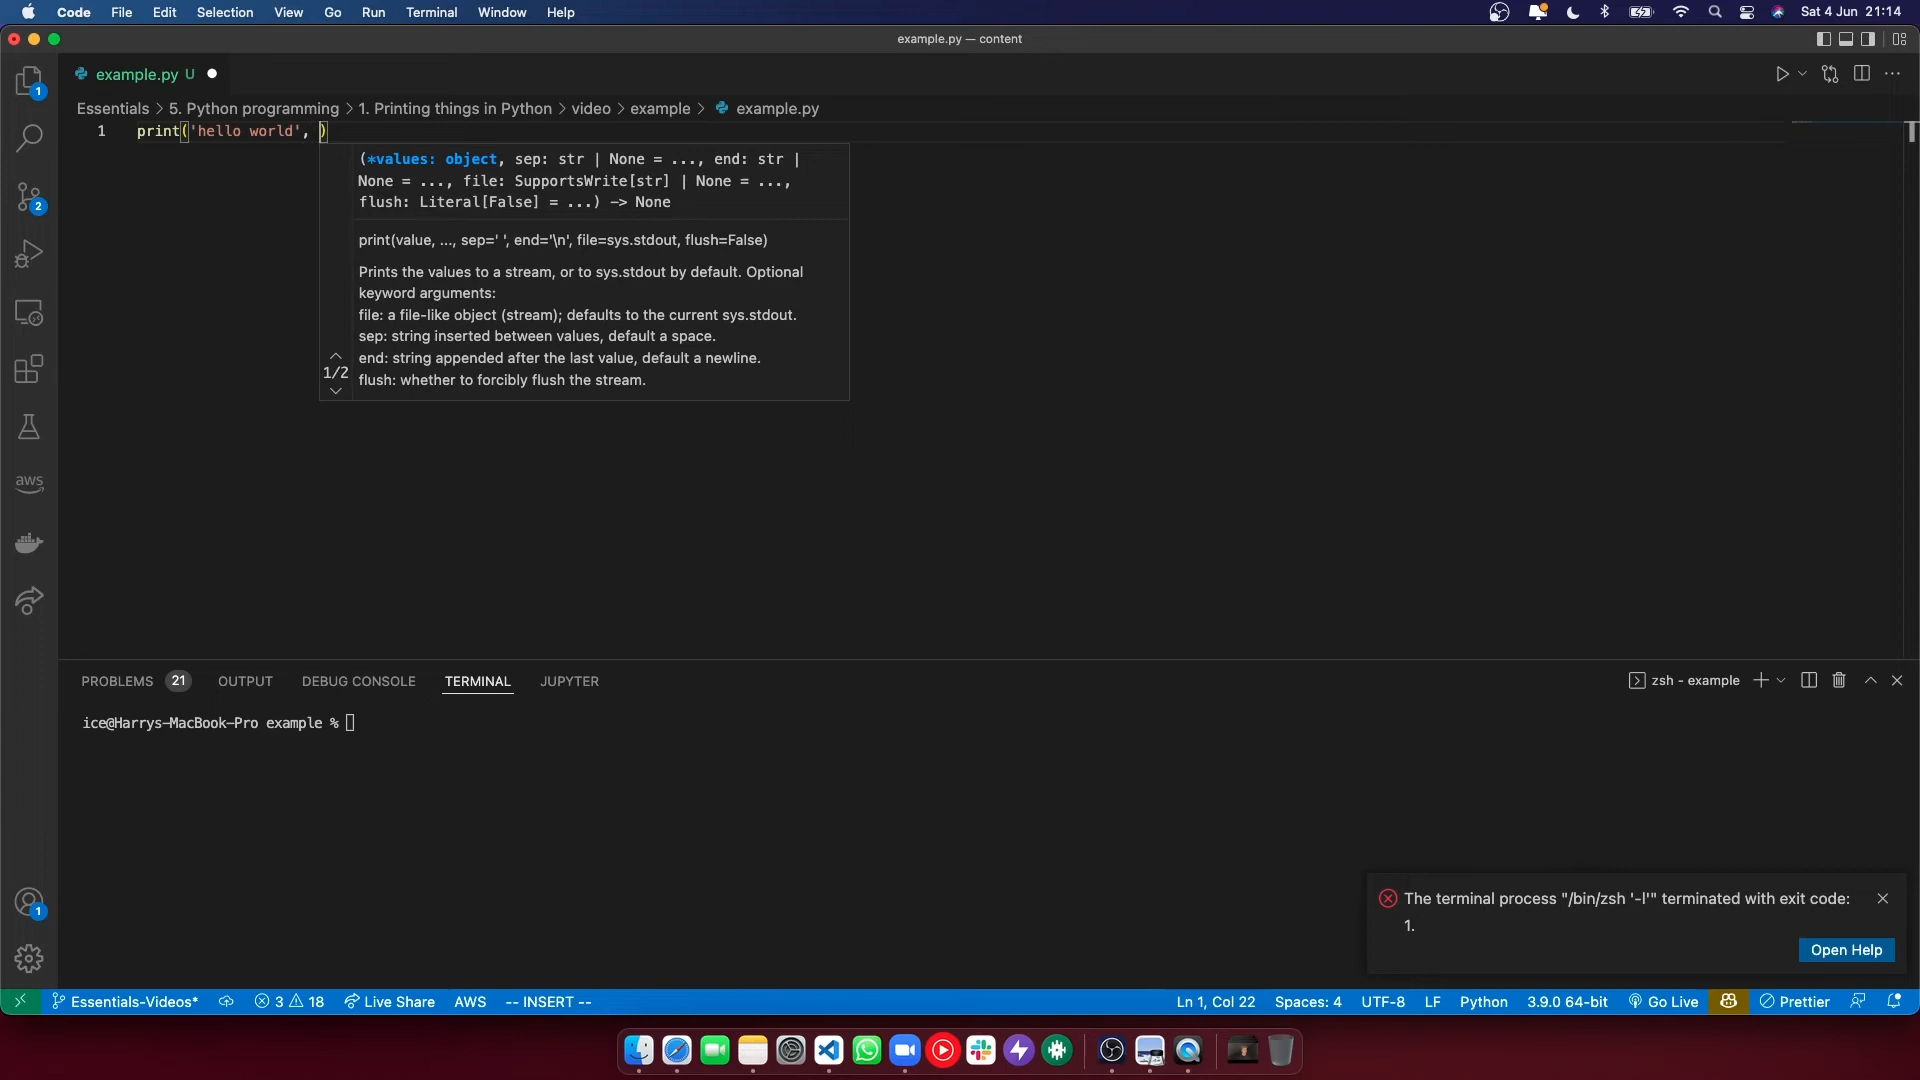 Code File Edit Selection View Go Run Terminal Window Help Sat 4 Jun 21:14
example.py — content
example.py U
Essentials > 5. Python programming > 1. Printing things in Python > video > example > example.py
1 print('hello world', )
(*values: object, sep: str | None = ..., end: str |
None = ..., file: SupportsWrite[str] | None = ...,
flush: Literal[False] = ...) -> None
print(value, ..., sep=' ', end='\n', file=sys.stdout, flush=False)
Prints the values to a stream, or to sys.stdout by default. Optional
keyword arguments:
file: a file-like object (stream); defaults to the current sys.stdout.
sep: string inserted between values, default a space.
end: string appended after the last value, default a newline.
1/2
flush: whether to forcibly flush the stream.
1
2
aws
1
PROBLEMS 21 OUTPUT DEBUG CONSOLE TERMINAL JUPYTER zsh - example
ice@Harrys-MacBook-Pro example %
The terminal process "/bin/zsh '-l'" terminated with exit code:
1.
Open Help
Essentials-Videos* 3 18 Live Share AWS -- INSERT -- Ln 1, Col 22 Spaces: 4 UTF-8 LF Python 3.9.0 64-bit Go Live Prettier